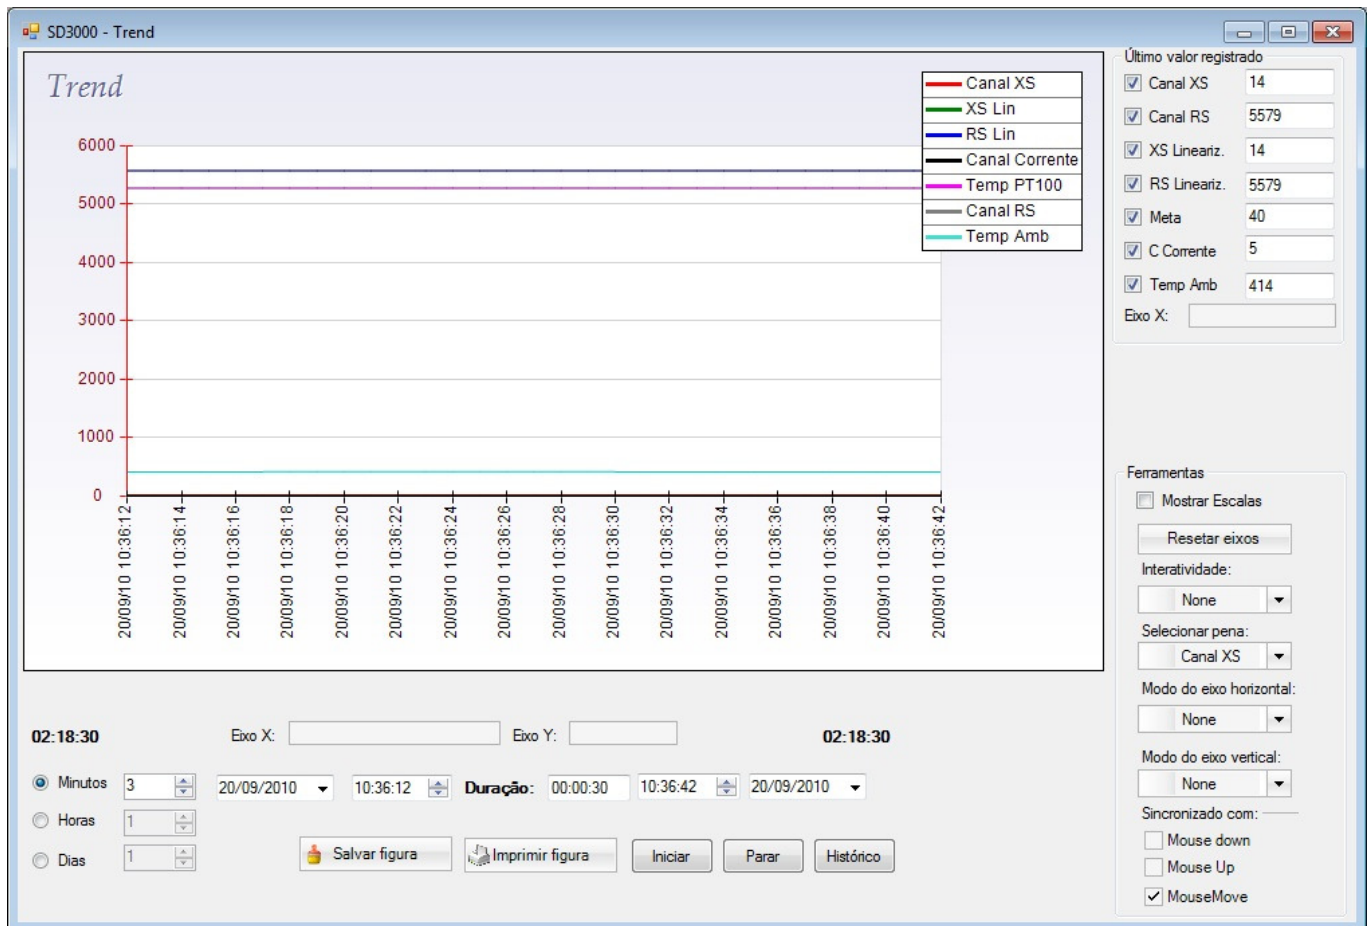 SD3000 - Trend
Trend
Canal XS
XS Lin
RS Lin
Canal Corrente
Temp PT100
Canal RS
Temp Amb
6000
5000
4000
3000
2000
1000
0
20/09/10 10:36:12
20/09/10 10:36:14
20/09/10 10:36:16
20/09/10 10:36:18
20/09/10 10:36:20
20/09/10 10:36:22
20/09/10 10:36:24
20/09/10 10:36:26
20/09/10 10:36:28
20/09/10 10:36:30
20/09/10 10:36:32
20/09/10 10:36:34
20/09/10 10:36:36
20/09/10 10:36:38
20/09/10 10:36:40
20/09/10 10:36:42
Último valor registrado
Canal XS 14
Canal RS 5579
XS Lineariz. 14
RS Lineariz. 5579
Meta 40
C Corrente 5
Temp Amb 414
Eixo X:
Ferramentas
Mostrar Escalas
Resetar eixos
Interatividade:
None
Selecionar pena:
Canal XS
Modo do eixo horizontal:
None
Modo do eixo vertical:
None
Sincronizado com:
Mouse down
Mouse Up
MouseMove
02:18:30 Eixo X: Eixo Y: 02:18:30
Minutos 3 20/09/2010 10:36:12 Duração: 00:00:30 10:36:42 20/09/2010
Horas 1
Dias 1
Salvar figura Imprimir figura Iniciar Parar Histórico